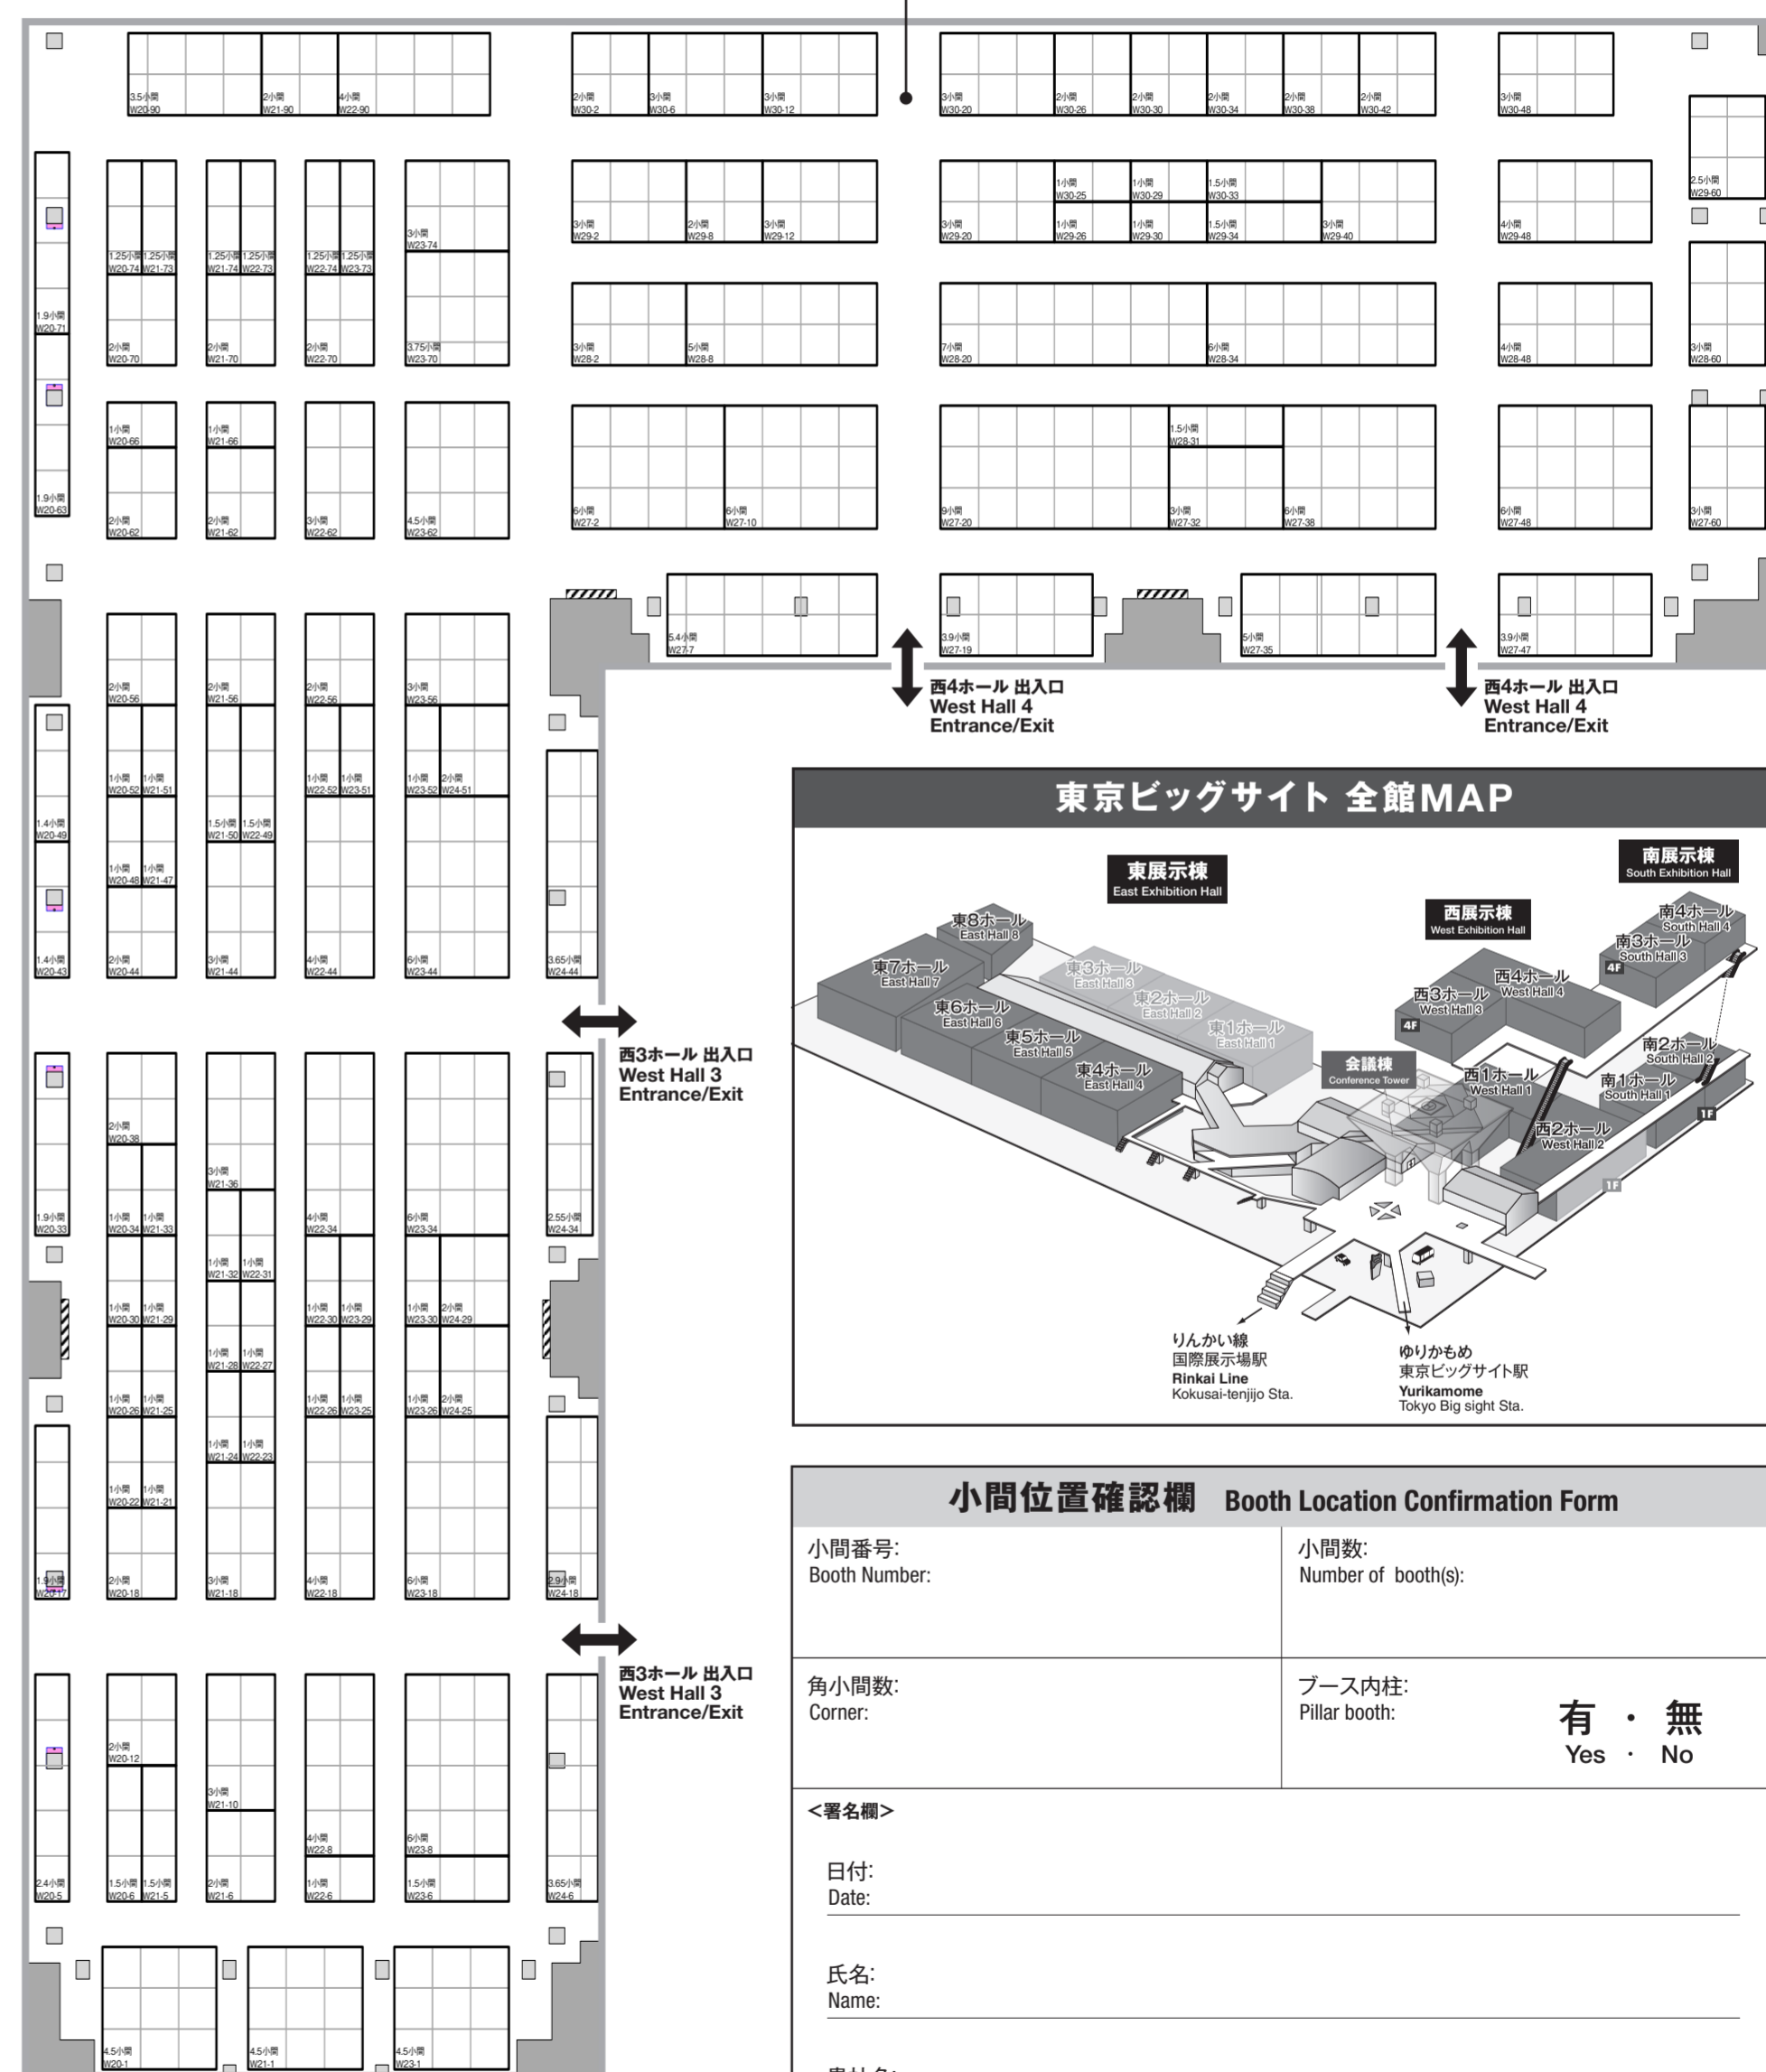 3.5小間
W20-90
2小間
W21-90
4小間
W22-90
2小間
W30-2
3小間
W30-6
3小間
W30-12
3小間
W30-20
2小間
W30-26
2小間
W30-30
2小間
W30-34
2小間
W30-38
2小間
W30-42
3小間
W30-48
2.5小間
W29-60
1小間
W30-25
1小間
W30-29
1.5小間
W30-33
3小間
W29-2
2小間
W29-8
3小間
W29-12
3小間
W29-20
1小間
W29-26
1小間
W29-30
1.5小間
W29-34
3小間
W29-40
4小間
W29-48
3小間
W23-74
1.25小間
W20-74
1.25小間
W21-73
1.25小間
W21-74
1.25小間
W22-73
1.25小間
W22-74
1.25小間
W23-73
1.9小間
W20-71
2小間
W20-70
2小間
W21-70
2小間
W22-70
3.75小間
W23-70
3小間
W28-2
5小間
W28-8
7小間
W28-20
6小間
W28-34
4小間
W28-48
3小間
W28-60
1小間
W20-66
1小間
W21-66
1.5小間
W28-31
1.9小間
W20-63
2小間
W20-62
2小間
W21-62
3小間
W22-62
4.5小間
W23-62
6小間
W27-2
6小間
W27-10
9小間
W27-20
3小間
W27-32
6小間
W27-38
6小間
W27-48
3小間
W27-60
5.4小間
W27-7
3.9小間
W27-19
5小間
W27-35
3.9小間
W27-47
西4ホール 出入口
West Hall 4
Entrance/Exit
西4ホール 出入口
West Hall 4
Entrance/Exit
2小間
W20-56
2小間
W21-56
2小間
W22-56
3小間
W23-56
1小間
W20-52
1小間
W21-51
1小間
W22-52
1小間
W23-51
1小間
W23-52
2小間
W24-51
1.4小間
W20-49
1.5小間
W21-50
1.5小間
W22-49
1小間
W20-48
1小間
W21-47
1.4小間
W20-43
2小間
W20-44
3小間
W21-44
4小間
W22-44
6小間
W23-44
3.65小間
W24-44
西3ホール 出入口
West Hall 3
Entrance/Exit
2小間
W20-38
3小間
W21-36
1.9小間
W20-33
1小間
W20-34
1小間
W21-33
4小間
W22-34
6小間
W23-34
2.55小間
W24-34
1小間
W21-32
1小間
W22-31
1小間
W20-30
1小間
W21-29
1小間
W22-30
1小間
W23-29
1小間
W23-30
2小間
W24-29
1小間
W21-28
1小間
W22-27
1小間
W20-26
1小間
W21-25
1小間
W22-26
1小間
W23-25
1小間
W23-26
2小間
W24-25
1小間
W21-24
1小間
W22-23
1小間
W20-22
1小間
W21-21
1.9小間
W20-17
2小間
W20-18
3小間
W21-18
4小間
W22-18
6小間
W23-18
2.9小間
W24-18
西3ホール 出入口
West Hall 3
Entrance/Exit
2小間
W20-12
3小間
W21-10
4小間
W22-8
6小間
W23-8
2.4小間
W20-5
1.5小間
W20-6
1.5小間
W21-5
2小間
W21-6
1小間
W22-6
1.5小間
W23-6
3.65小間
W24-6
4.5小間
W20-1
4.5小間
W21-1
4.5小間
W23-1
東京ビッグサイト 全館MAP
東展示棟
East Exhibition Hall
南展示棟
South Exhibition Hall
西展示棟
West Exhibition Hall
東8ホール
East Hall 8
東7ホール
East Hall 7
東6ホール
East Hall 6
東5ホール
East Hall 5
東4ホール
East Hall 4
東3ホール
East Hall 3
東2ホール
East Hall 2
東1ホール
East Hall 1
会議棟
Conference Tower
西3ホール
West Hall 3
4F
西4ホール
West Hall 4
南4ホール
South Hall 4
南3ホール
South Hall 3
4F
南2ホール
South Hall 2
南1ホール
South Hall 1
1F
西1ホール
West Hall 1
西2ホール
West Hall 2
1F
りんかい線
国際展示場駅
Rinkai Line
Kokusai-tenjijo Sta.
ゆりかもめ
東京ビッグサイト駅
Yurikamome
Tokyo Big sight Sta.
小間位置確認欄 Booth Location Confirmation Form
小間番号:
Booth Number:
小間数:
Number of booth(s):
角小間数:
Corner:
ブース内柱:
Pillar booth:
有 ・ 無
Yes ・ No
<署名欄>
日付:
Date:
氏名:
Name: